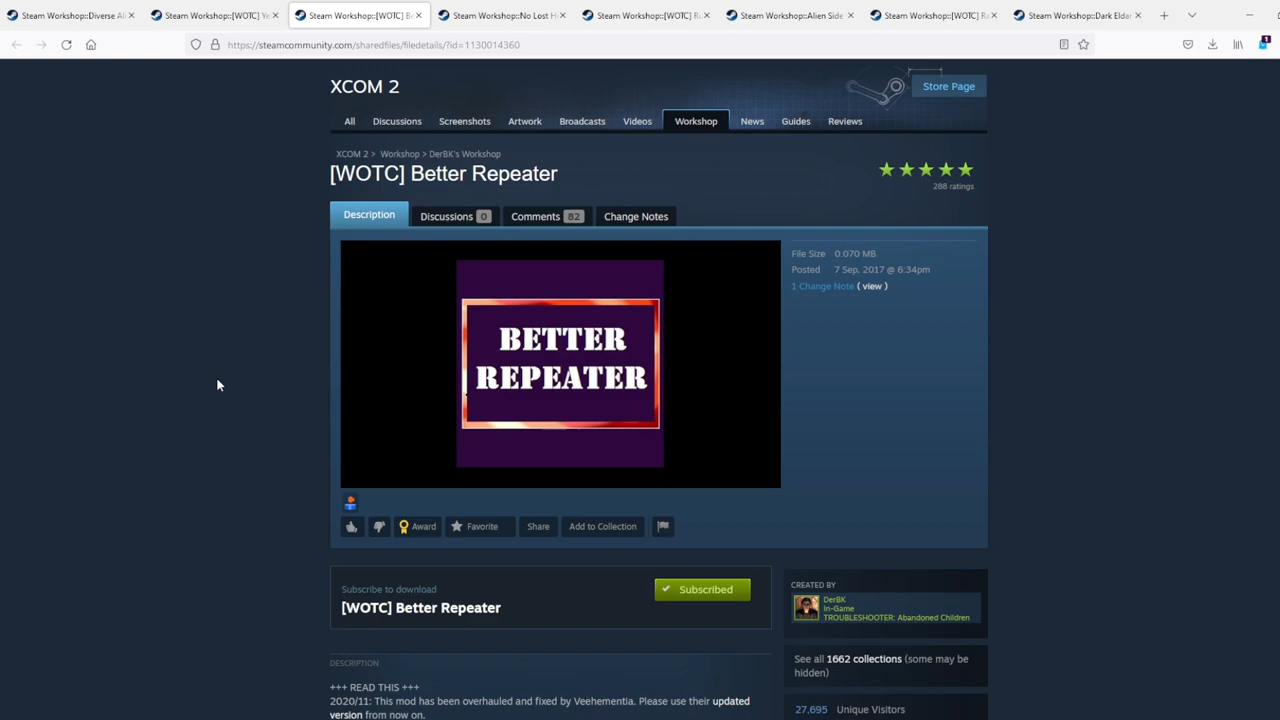 Steam Workshop::Diverse Ali
Steam Workshop::[WOTC] Ye
Steam Workshop::[WOTC] Be
Steam Workshop::No Lost H
Steam Workshop::[WOTC] Ru
Steam Workshop::Alien Side
Steam Workshop::[WOTC] Ra
Steam Workshop::Dark Eldar
https://steamcommunity.com/sharedfiles/filedetails/?id=1130014360
1
XCOM 2
Store Page
All Discussions Screenshots Artwork Broadcasts Videos Workshop News Guides Reviews
XCOM 2 > Workshop > DerBK's Workshop
[WOTC] Better Repeater
288 ratings
Description Discussions 0 Comments 82 Change Notes
File Size 0.070 MB
Posted 7 Sep, 2017 @ 6:34pm
1 Change Note ( view )
BETTER
REPEATER
Award Favorite Share Add to Collection
Subscribe to download
[WOTC] Better Repeater
Subscribed
CREATED BY
DerBK
In-Game
TROUBLESHOOTER: Abandoned Children
See all 1662 collections (some may be
hidden)
27,695 Unique Visitors
DESCRIPTION
+++ READ THIS +++
2020/11: This mod has been overhauled and fixed by Veehementia. Please use their updated
version from now on.